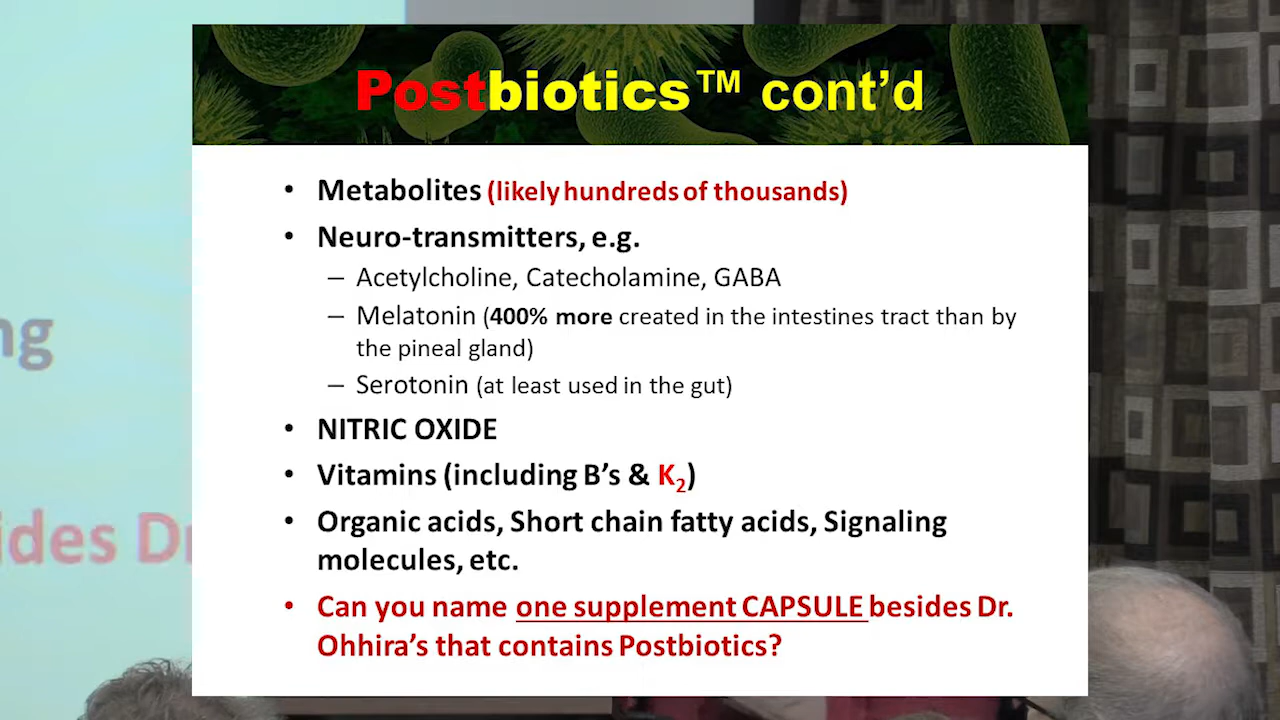 Postbiotics™ cont'd
• Metabolites (likely hundreds of thousands)
• Neuro-transmitters, e.g.
– Acetylcholine, Catecholamine, GABA
– Melatonin (400% more created in the intestines tract than by
the pineal gland)
– Serotonin (at least used in the gut)
• NITRIC OXIDE
• Vitamins (including B's & K₂)
• Organic acids, Short chain fatty acids, Signaling
molecules, etc.
• Can you name one supplement CAPSULE besides Dr.
Ohhira's that contains Postbiotics?
ng
ides Dr